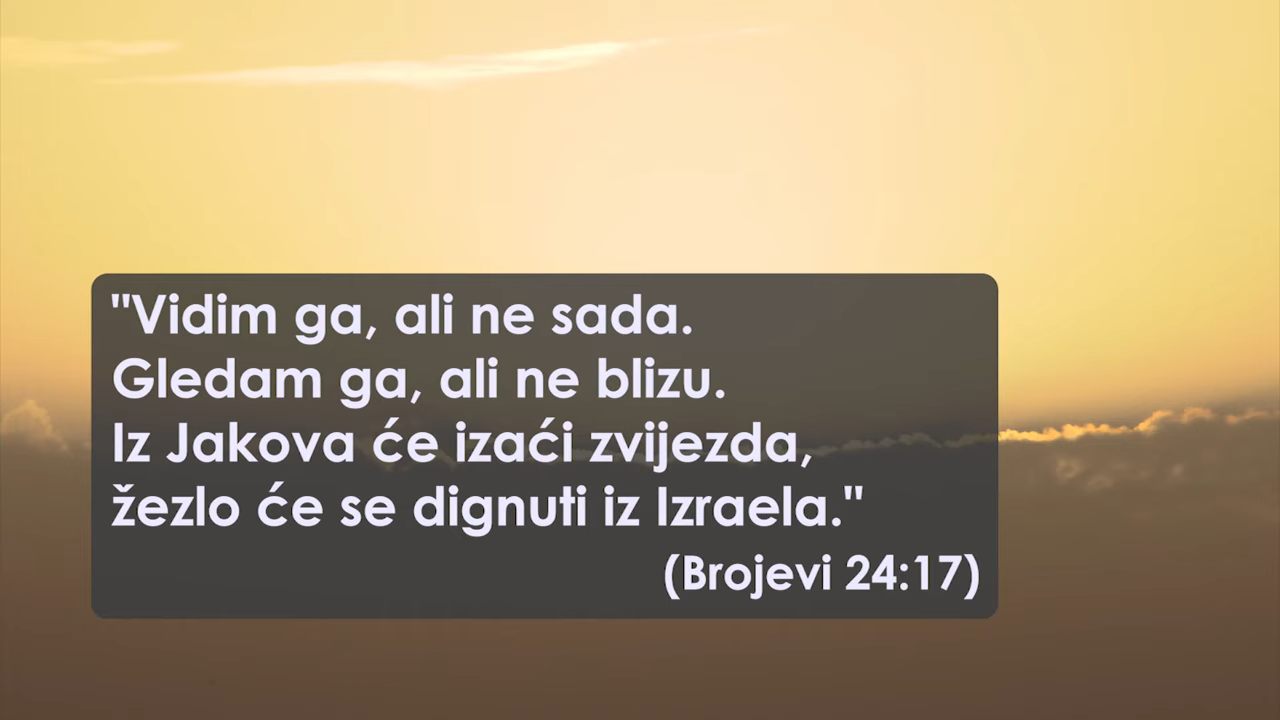 "Vidim ga, ali ne sada.
Gledam ga, ali ne blizu.
Iz Jakova će izaći zvijezda,
žezlo će se dignuti iz Izraela."
(Brojevi 24:17)